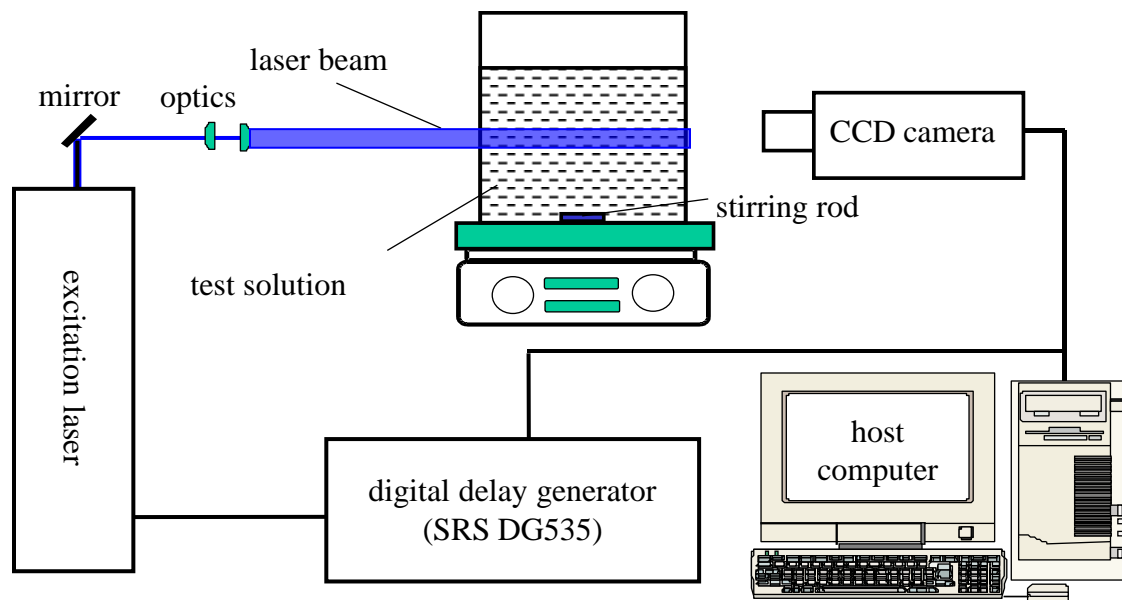 laser beam
mirror
optics
CCD camera
stirring rod
test solution
excitation laser
host
computer
digital delay generator
(SRS DG535)